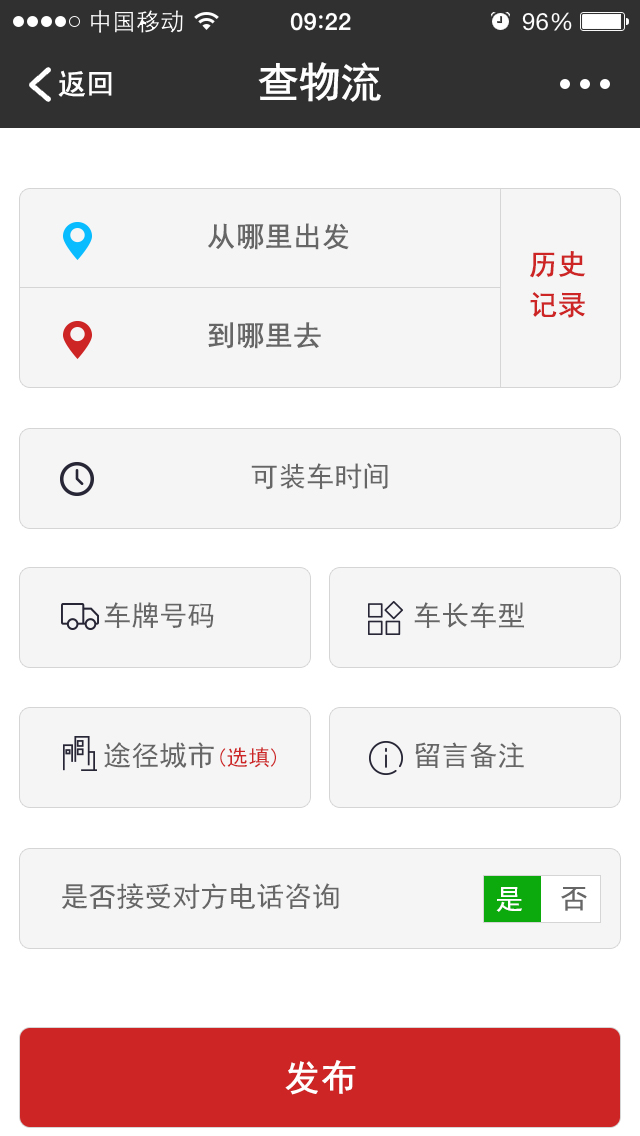 中国移动 09:22 96%
返回 查物流
从哪里出发
到哪里去
历史
记录
可装车时间
车牌号码 车长车型
途径城市(选填) 留言备注
是否接受对方电话咨询 是 否
发布